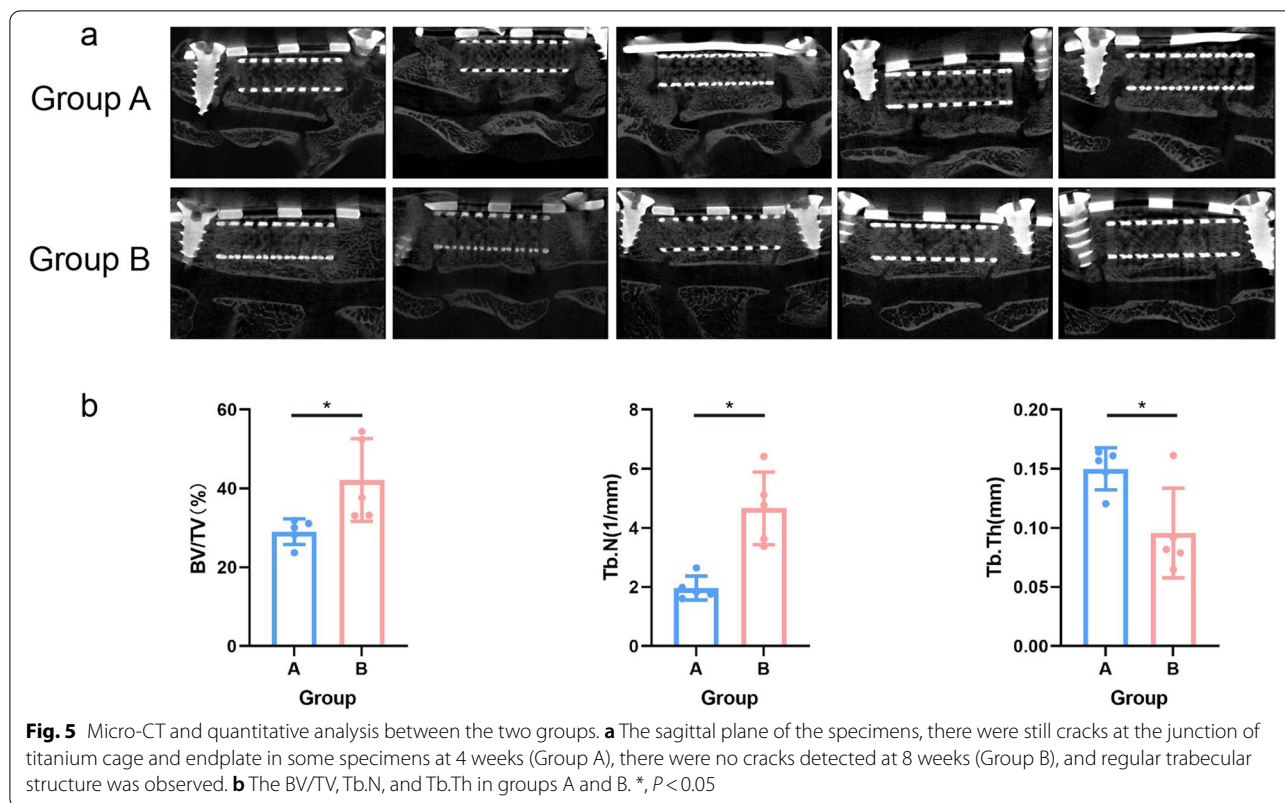 a
Group A
Group B
b
60
40
20
0
BV/TV(%)
*
A
B
Group
8
6
4
2
0
Tb.N(1/mm)
*
A
B
Group
0.20
0.15
0.10
0.05
0.00
Tb.Th(mm)
*
A
B
Group
Fig. 5 Micro-CT and quantitative analysis between the two groups. a The sagittal plane of the specimens, there were still cracks at the junction of
titanium cage and endplate in some specimens at 4 weeks (Group A), there were no cracks detected at 8 weeks (Group B), and regular trabecular
structure was observed. b The BV/TV, Tb.N, and Tb.Th in groups A and B. *, P < 0.05